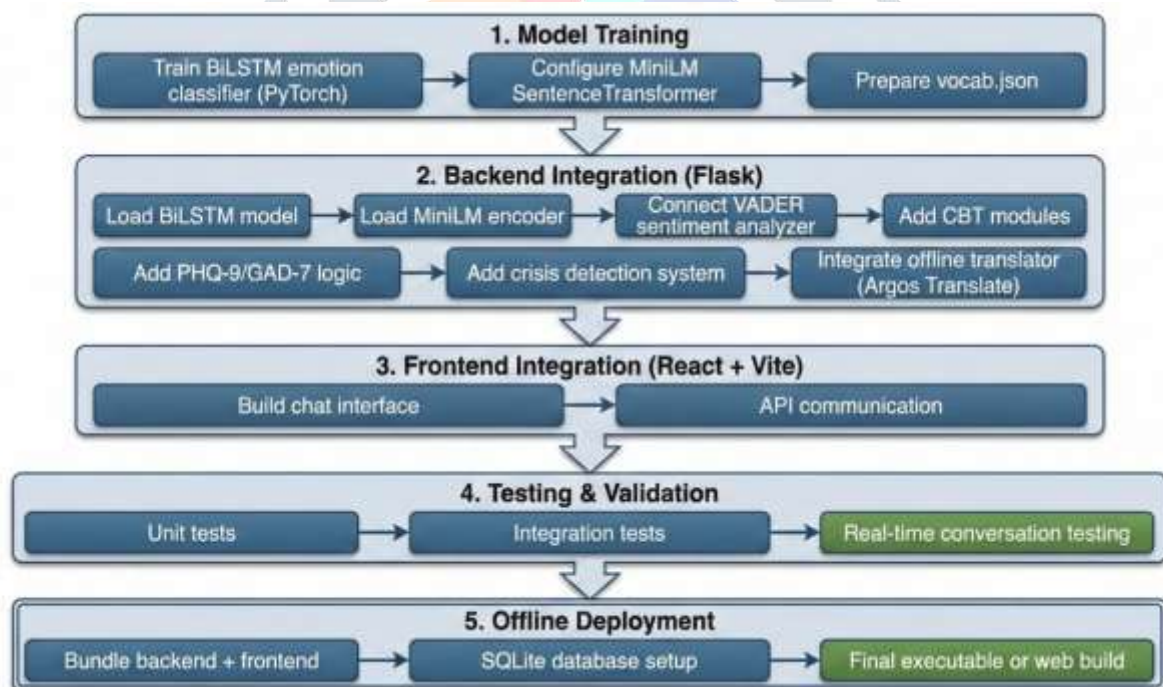 1. Model Training
Train BiLSTM emotion
classifier (PyTorch)
Configure MiniLM
SentenceTransformer
Prepare vocab.json
2. Backend Integration (Flask)
Load BiLSTM model
Load MiniLM encoder
Connect VADER
sentiment analyzer
Add CBT modules
Add PHQ-9/GAD-7 logic
Add crisis detection system
Integrate offline translator
(Argos Translate)
3. Frontend Integration (React + Vite)
Build chat interface
API communication
4. Testing & Validation
Unit tests
Integration tests
Real-time conversation testing
5. Offline Deployment
Bundle backend + frontend
SQLite database setup
Final executable or web build